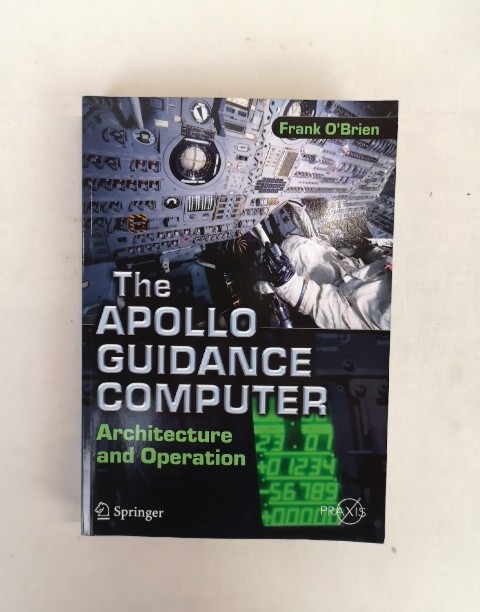 Frank O'Brien
The
APOLLO
GUIDANCE
COMPUTER
Architecture
and Operation
23 07
+01234
-56789
+00000
Springer
PRAXIS